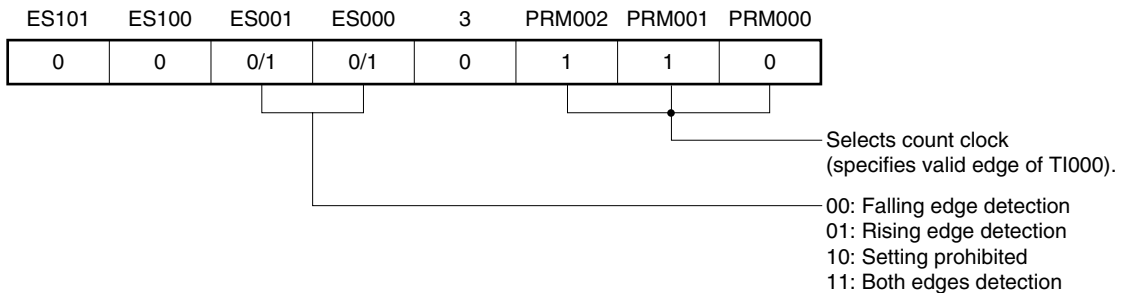 ES101 ES100 ES001 ES000 3 PRM002 PRM001 PRM000
0 0 0/1 0/1 0 1 1 0
Selects count clock
(specifies valid edge of TI000).
00: Falling edge detection
01: Rising edge detection
10: Setting prohibited
11: Both edges detection